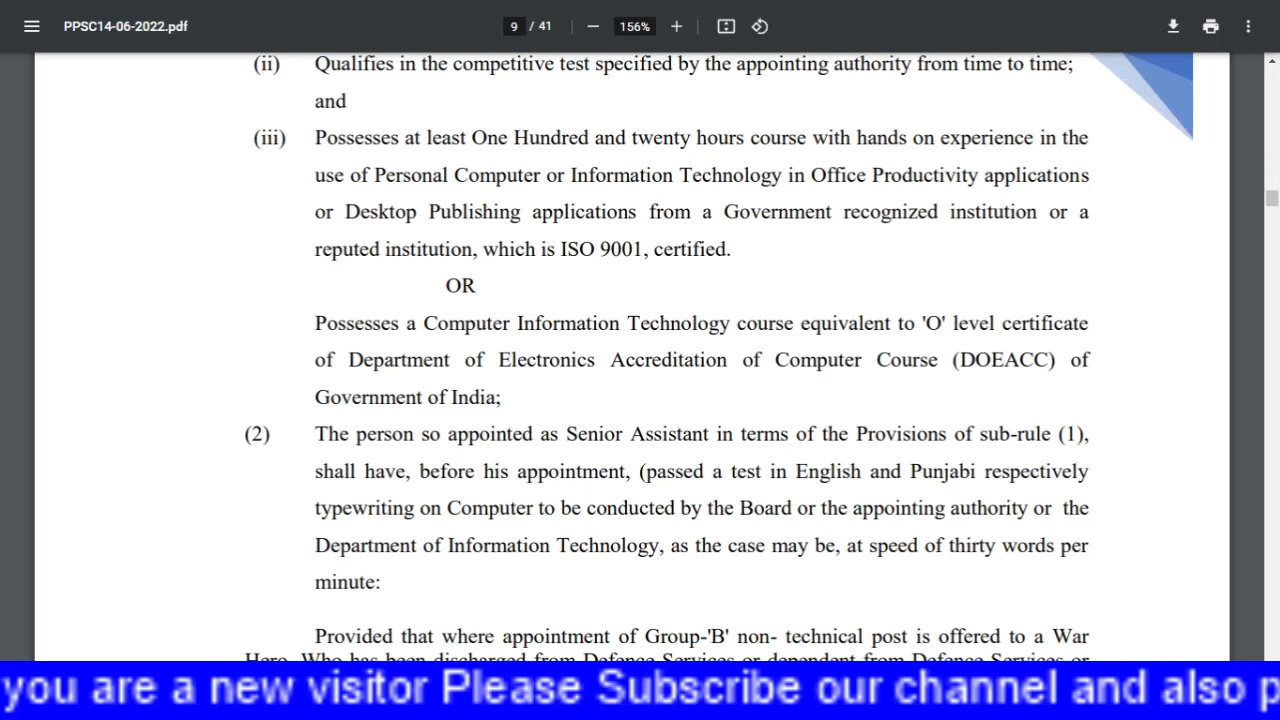 PPSC14-06-2022.pdf
9 / 41
156%
(ii) Qualifies in the competitive test specified by the appointing authority from time to time;
and
(iii) Possesses at least One Hundred and twenty hours course with hands on experience in the
use of Personal Computer or Information Technology in Office Productivity applications
or Desktop Publishing applications from a Government recognized institution or a
reputed institution, which is ISO 9001, certified.
OR
Possesses a Computer Information Technology course equivalent to 'O' level certificate
of Department of Electronics Accreditation of Computer Course (DOEACC) of
Government of India;
(2) The person so appointed as Senior Assistant in terms of the Provisions of sub-rule (1),
shall have, before his appointment, (passed a test in English and Punjabi respectively
typewriting on Computer to be conducted by the Board or the appointing authority or the
Department of Information Technology, as the case may be, at speed of thirty words per
minute:
Provided that where appointment of Group-'B' non- technical post is offered to a War
Hero, Who has been discharged from Defence Services or dependent from Defence Services or
you are a new visitor Please Subscribe our channel and also p